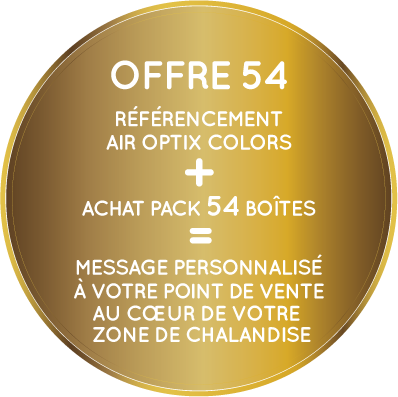 OFFRE 54
RÉFÉRENCEMENT
AIR OPTIX COLORS
+
ACHAT PACK 54 BOÎTES
=
MESSAGE PERSONNALISÉ
À VOTRE POINT DE VENTE
AU CŒUR DE VOTRE
ZONE DE CHALANDISE